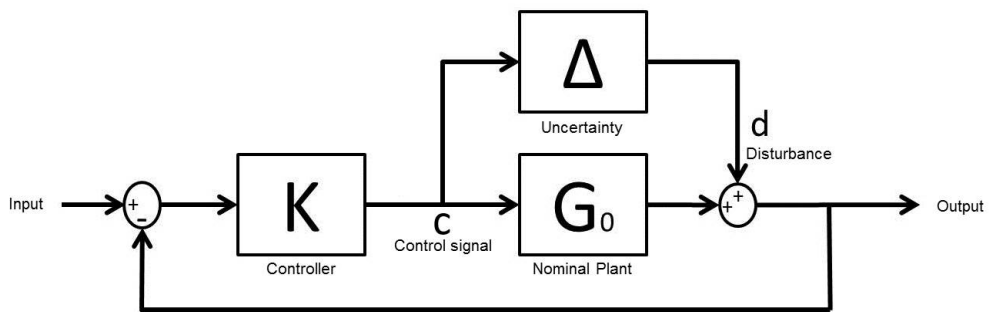 Δ
Uncertainty
d
Disturbance
Input
+
-
K
Controller
c
Control signal
G0
Nominal Plant
+
+
Output